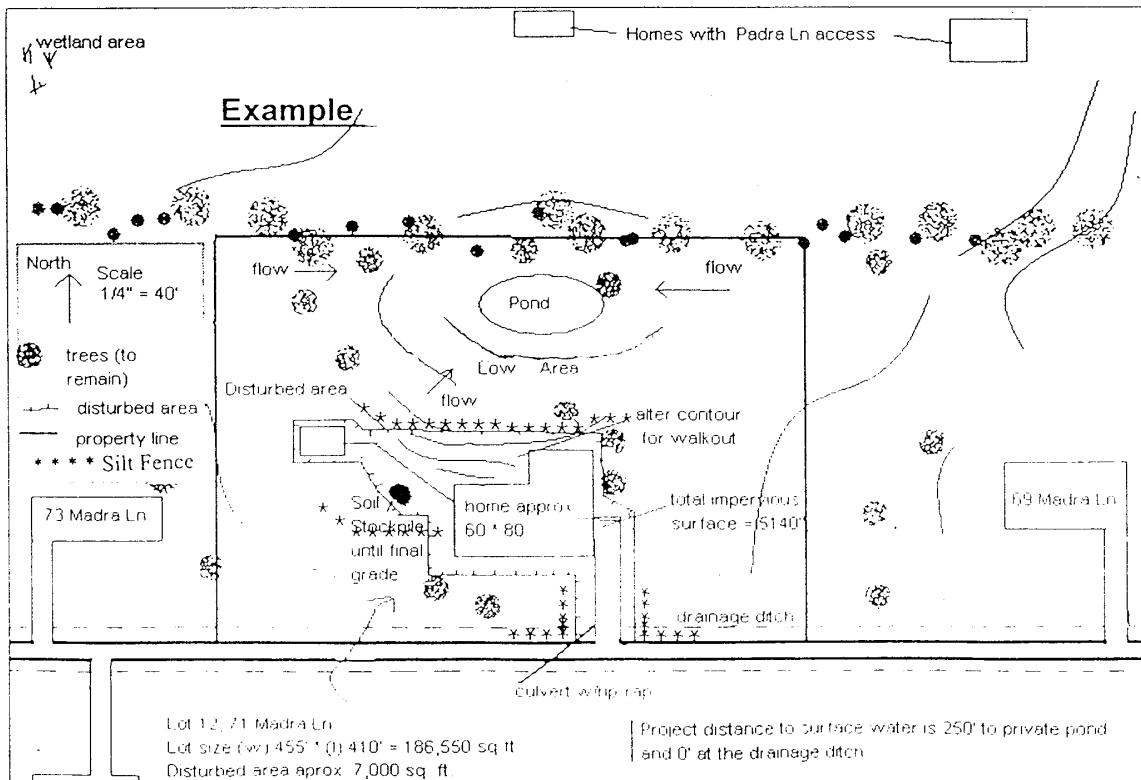 wetland area
Homes with Padra Ln access
Example
North
Scale
1/4" = 40'
flow
flow
Pond
trees (to
remain)
Low Area
flow
Disturbed area
disturbed area
alter contour
for walkout
property line
* * * * Silt Fence
73 Madra Ln
Soil
Stockpile
until final
grade
home approx
60 * 80
total impervious
surface = 5140'
69 Madra Ln
drainage ditch
culvert w/rip rap
Lot 12, 71 Madra Ln
Lot size (w) 455' * (l) 410' = 186,550 sq ft
Disturbed area aprox 7,000 sq. ft.
Project distance to surface water is 250' to private pond
and 0' at the drainage ditch